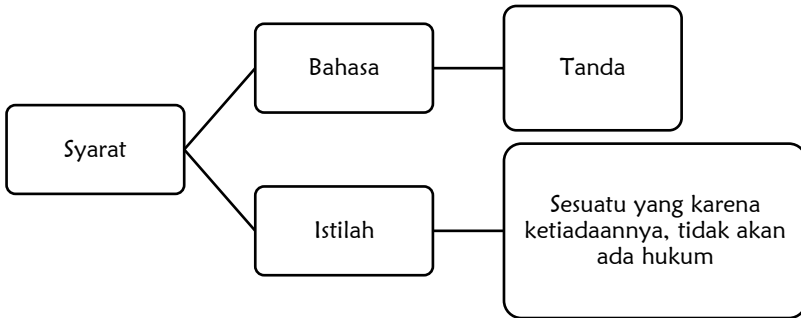 Syarat
Bahasa
Tanda
Istilah
Sesuatu yang karena
ketiadaannya, tidak akan
ada hukum